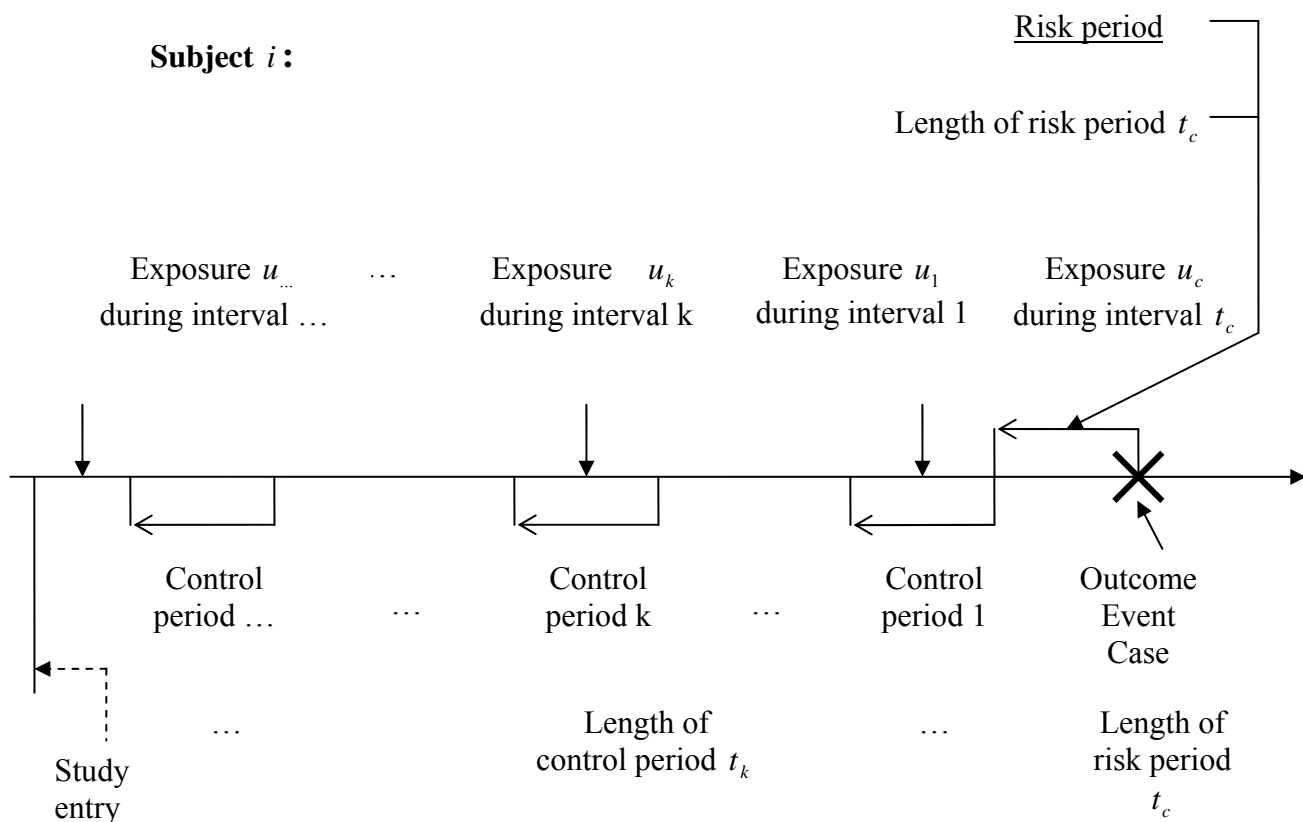 Risk period
Subject i:
Length of risk period t_c
Exposure u_... … Exposure u_k Exposure u_1 Exposure u_c
during interval … during interval k during interval 1 during interval t_c
Control Control Control Outcome
period … … period k … period 1 Event
Case
… Length of … Length of
control period t_k risk period
t_c
Study
entry